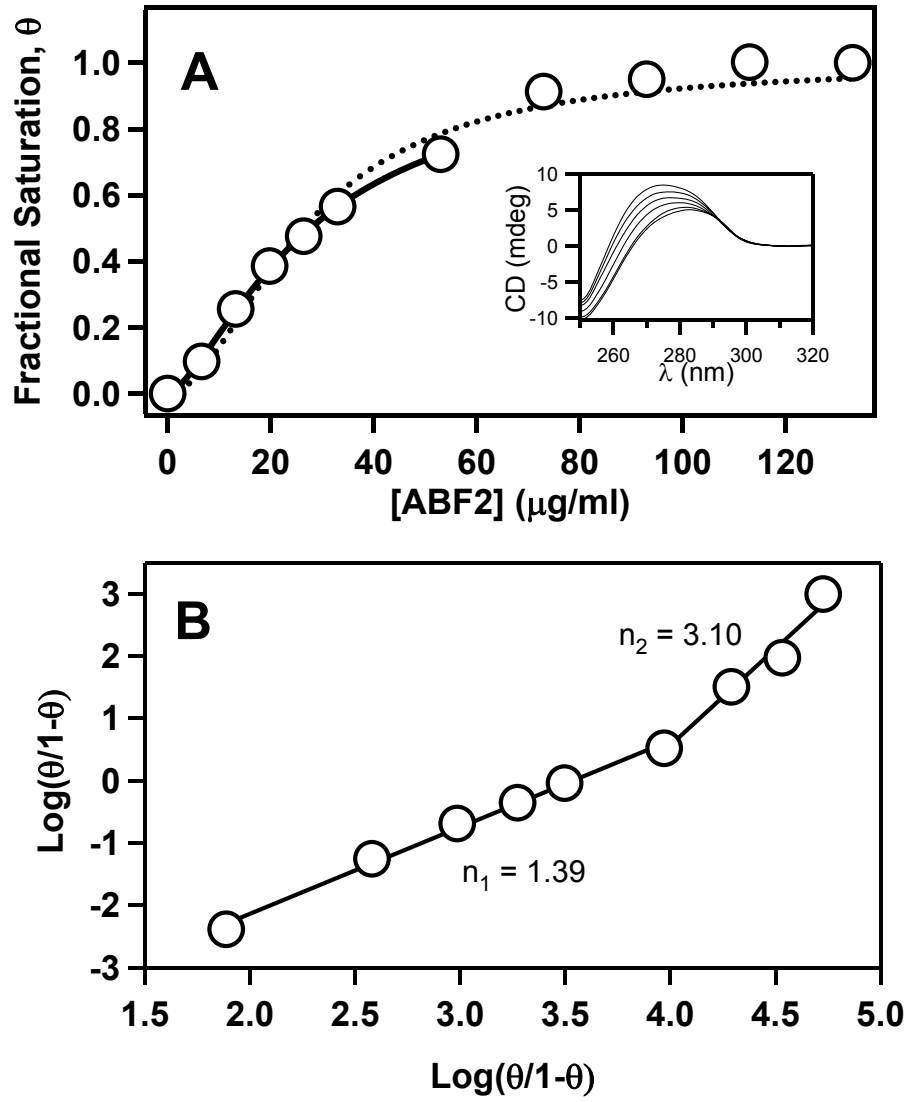 A
Fractional Saturation, θ
1.0
0.8
0.6
0.4
0.2
0.0
0 20 40 60 80 100 120
[ABF2] (μg/ml)
CD (mdeg)
10
5
0
-5
-10
260 280 300 320
λ (nm)
B
Log(θ/1-θ)
3
2
1
0
-1
-2
-3
n₂ = 3.10
n₁ = 1.39
1.5 2.0 2.5 3.0 3.5 4.0 4.5 5.0
Log(θ/1-θ)